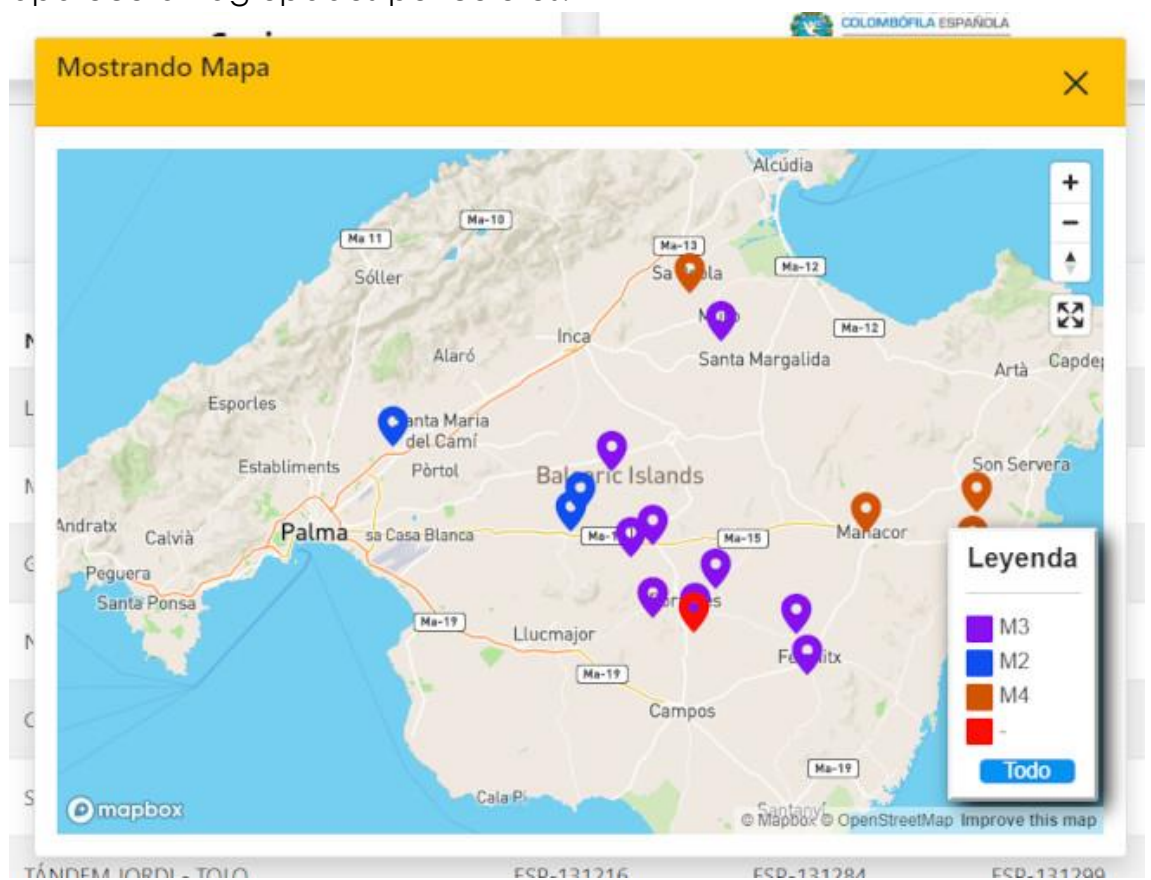 COLOMBÓFILA ESPAÑOLA
Mostrando Mapa
Alcúdia
Ma-10
Ma 11
Ma-13
Sóller
Ma-12
Inca
Ma-12
Alaró
Santa Margalida
Artà
Esporles
anta Maria
del Camí
Establiments
Pòrtol
Islands
Son Servera
Andratx
Calvià
Palma
sa Casa Blanca
Ma-15
Manacor
Peguera
Santa Ponsa
Ma-19
Llucmajor
Ma-19
Campos
Ma-19
Cala Pi
Santanyí
Leyenda
M3
M2
M4
-
Todo
mapbox
© Mapbox © OpenStreetMap Improve this map
TÁNDEM JORDI - TOLO ESP-131216 ESP-131284 ESP-131299